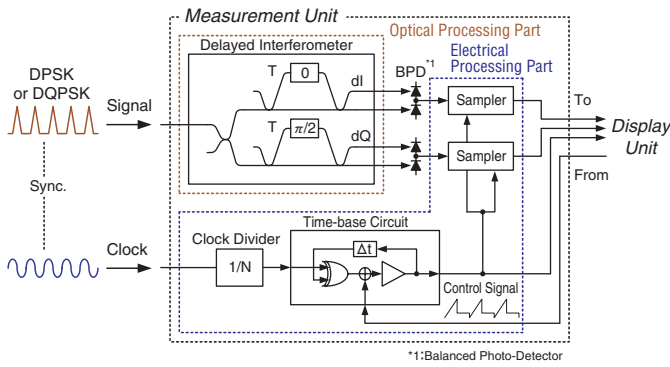 Measurement Unit
Optical Processing Part
Delayed Interferometer
Electrical
Processing Part
DPSK
or DQPSK
Signal
T
0
dI
BPD*1
Sampler
To
T
π/2
dQ
Sampler
Display
Unit
From
Sync.
Clock
Clock Divider
1/N
Time-base Circuit
Δt
Control Signal
*1:Balanced Photo-Detector